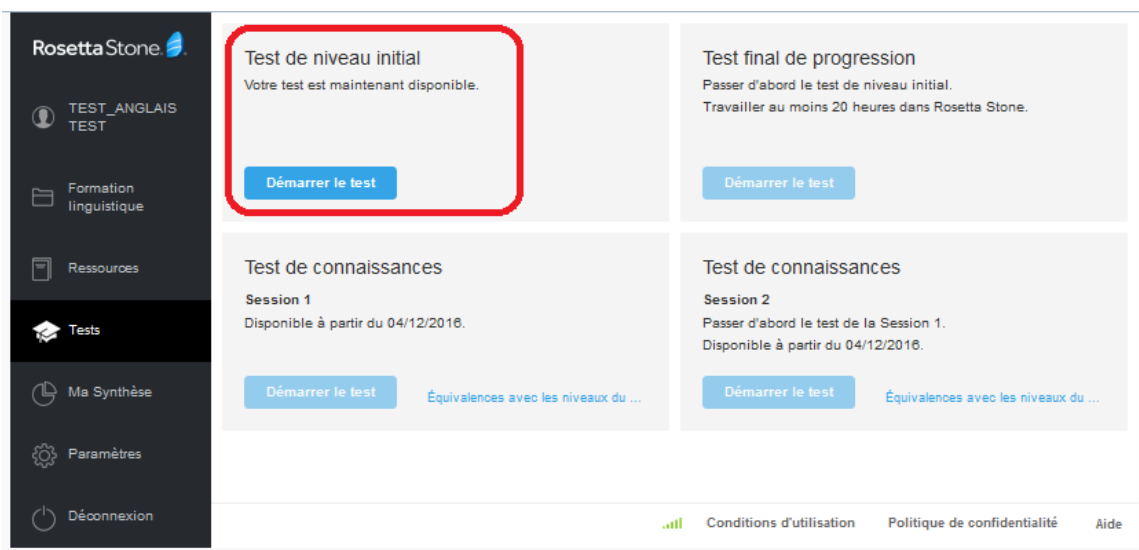 RosettaStone
TEST_ANGLAIS
TEST
Formation
linguistique
Ressources
Tests
Ma Synthèse
Paramètres
Déconnexion
Test de niveau initial
Votre test est maintenant disponible.
Démarrer le test
Test final de progression
Passer d'abord le test de niveau initial.
Travailler au moins 20 heures dans Rosetta Stone.
Démarrer le test
Test de connaissances
Session 1
Disponible à partir du 04/12/2016.
Démarrer le test
Équivalences avec les niveaux du ...
Test de connaissances
Session 2
Passer d'abord le test de la Session 1.
Disponible à partir du 04/12/2016.
Démarrer le test
Équivalences avec les niveaux du ...
Conditions d'utilisation
Politique de confidentialité
Aide